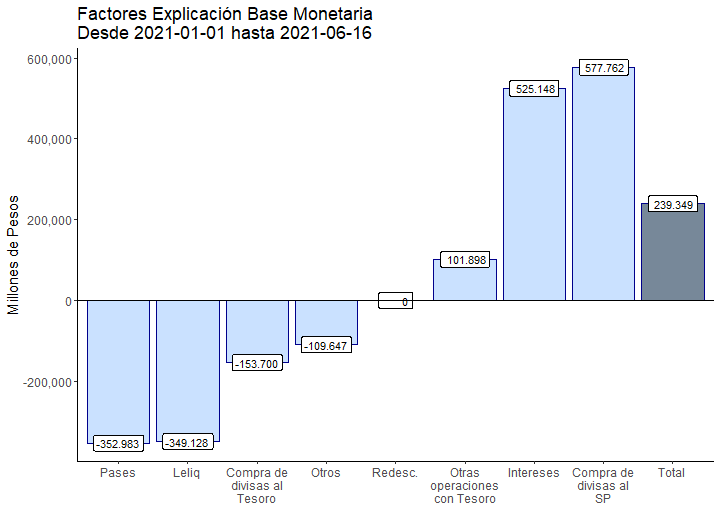 Factores Explicación Base Monetaria
Desde 2021-01-01 hasta 2021-06-16
Millones de Pesos
600,000
400,000
200,000
0
-200,000
-352.983
-349.128
-153.700
-109.647
0
101.898
525.148
577.762
239.349
Pases
Leliq
Compra de
divisas al
Tesoro
Otros
Redesc.
Otras
operaciones
con Tesoro
Intereses
Compra de
divisas al
SP
Total